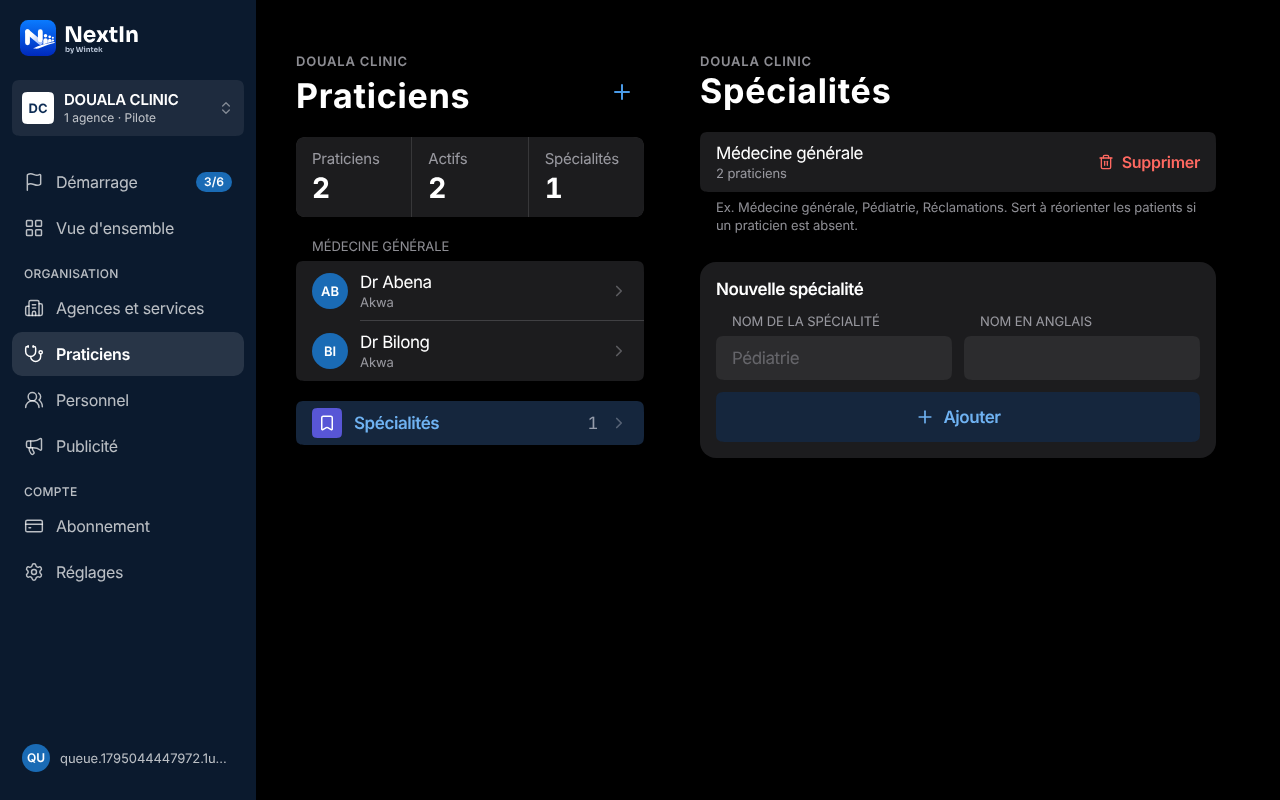 NextIn
by Wintek
DC
DOUALA CLINIC
1 agence · Pilote
Démarrage
3/6
Vue d'ensemble
ORGANISATION
Agences et services
Praticiens
Personnel
Publicité
COMPTE
Abonnement
Réglages
QU
queue.1795044447972.1u...
DOUALA CLINIC
Praticiens
Praticiens
2
Actifs
2
Spécialités
1
MÉDECINE GÉNÉRALE
AB
Dr Abena
Akwa
BI
Dr Bilong
Akwa
Spécialités
1
DOUALA CLINIC
Spécialités
Médecine générale
2 praticiens
Supprimer
Ex. Médecine générale, Pédiatrie, Réclamations. Sert à réorienter les patients si
un praticien est absent.
Nouvelle spécialité
NOM DE LA SPÉCIALITÉ
NOM EN ANGLAIS
Pédiatrie
Ajouter